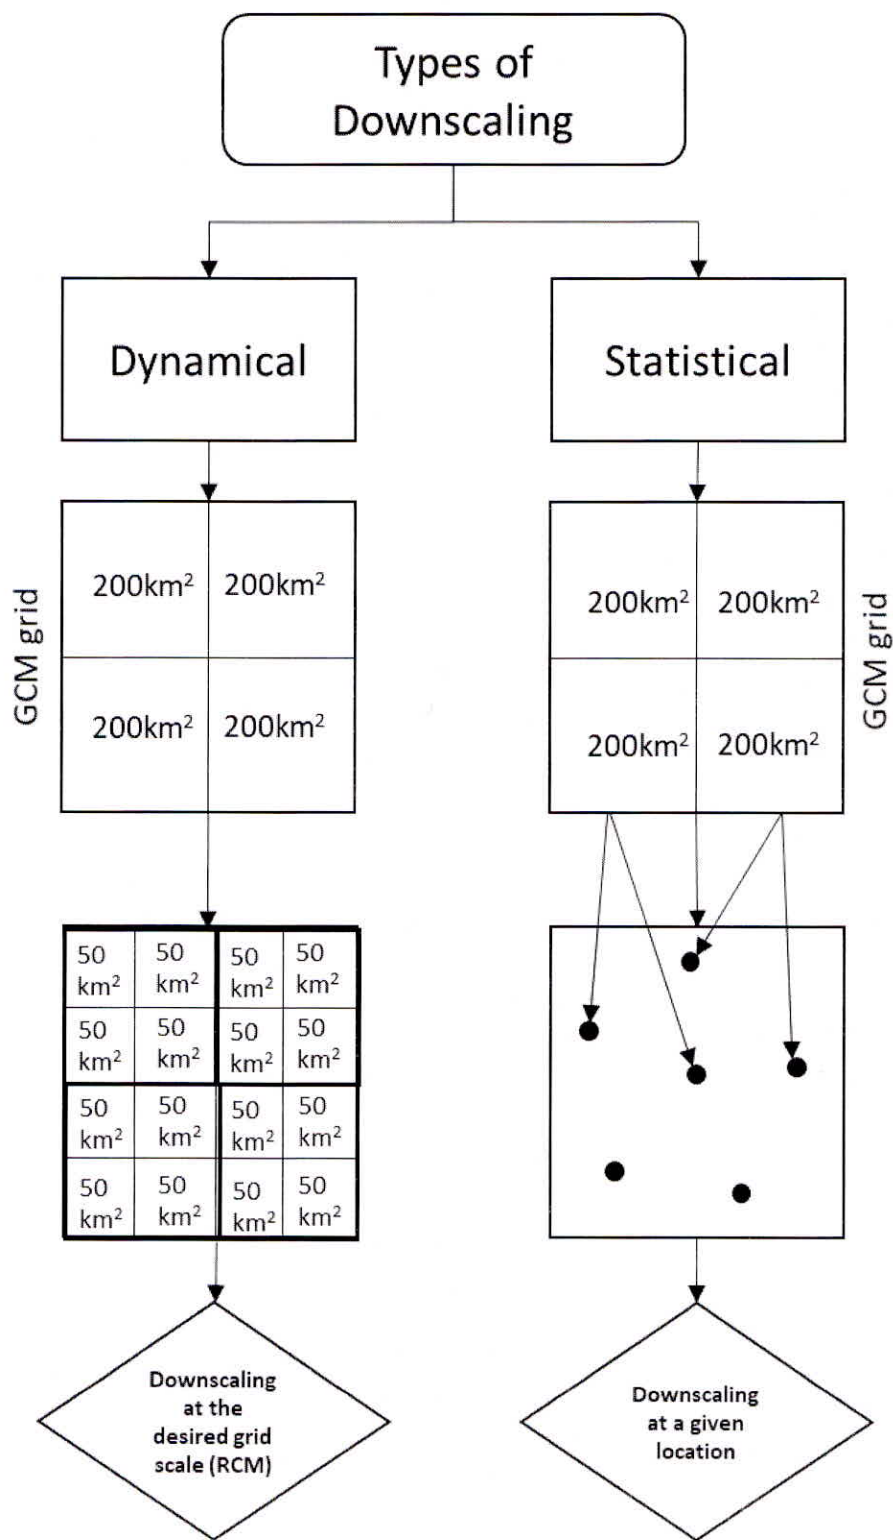 Types of
Downscaling
Dynamical
Statistical
GCM grid
200km² 200km²
200km² 200km²
200km² 200km²
200km² 200km²
GCM grid
50 50 50 50
km² km² km² km²
50 50 50 50
km² km² km² km²
50 50 50 50
km² km² km² km²
50 50 50 50
km² km² km² km²
Downscaling
at the
desired grid
scale (RCM)
Downscaling
at a given
location